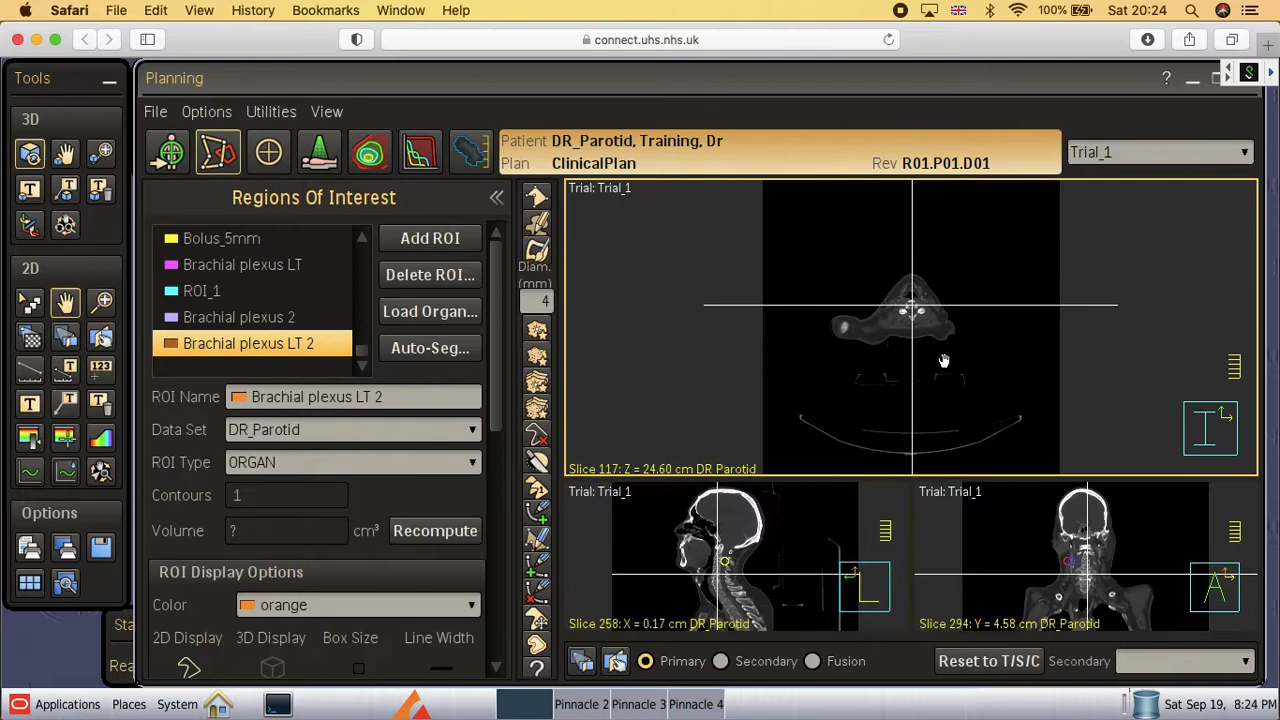 Safari File Edit View History Bookmarks Window Help 100% Sat 20:24
connect.uhs.nhs.uk
Tools
Planning
?
3D
File Options Utilities View
Patient DR_Parotid, Training, Dr
Plan ClinicalPlan Rev R01.P01.D01
Trial_1
Regions Of Interest
Bolus_5mm
Brachial plexus LT
ROI_1
Brachial plexus 2
Brachial plexus LT 2
Add ROI
Delete ROI...
Load Organ...
Auto-Seg...
ROI Name Brachial plexus LT 2
Data Set DR_Parotid
ROI Type ORGAN
Contours 1
Volume ? cm³ Recompute
ROI Display Options
Color orange
2D Display 3D Display Box Size Line Width
2D
123
Options
Diam.
(mm)
4
?
Trial: Trial_1
Slice 117: Z = 24.60 cm DR_Parotid
I
Trial: Trial_1
Slice 258: X = 0.17 cm DR_Parotid
L
Trial: Trial_1
Slice 294: Y = 4.58 cm DR_Parotid
A
Primary Secondary Fusion Reset to T/S/C Secondary
Sta
Rea
Applications Places System Pinnacle 2 Pinnacle 3 Pinnacle 4 Sat Sep 19, 8:24 PM